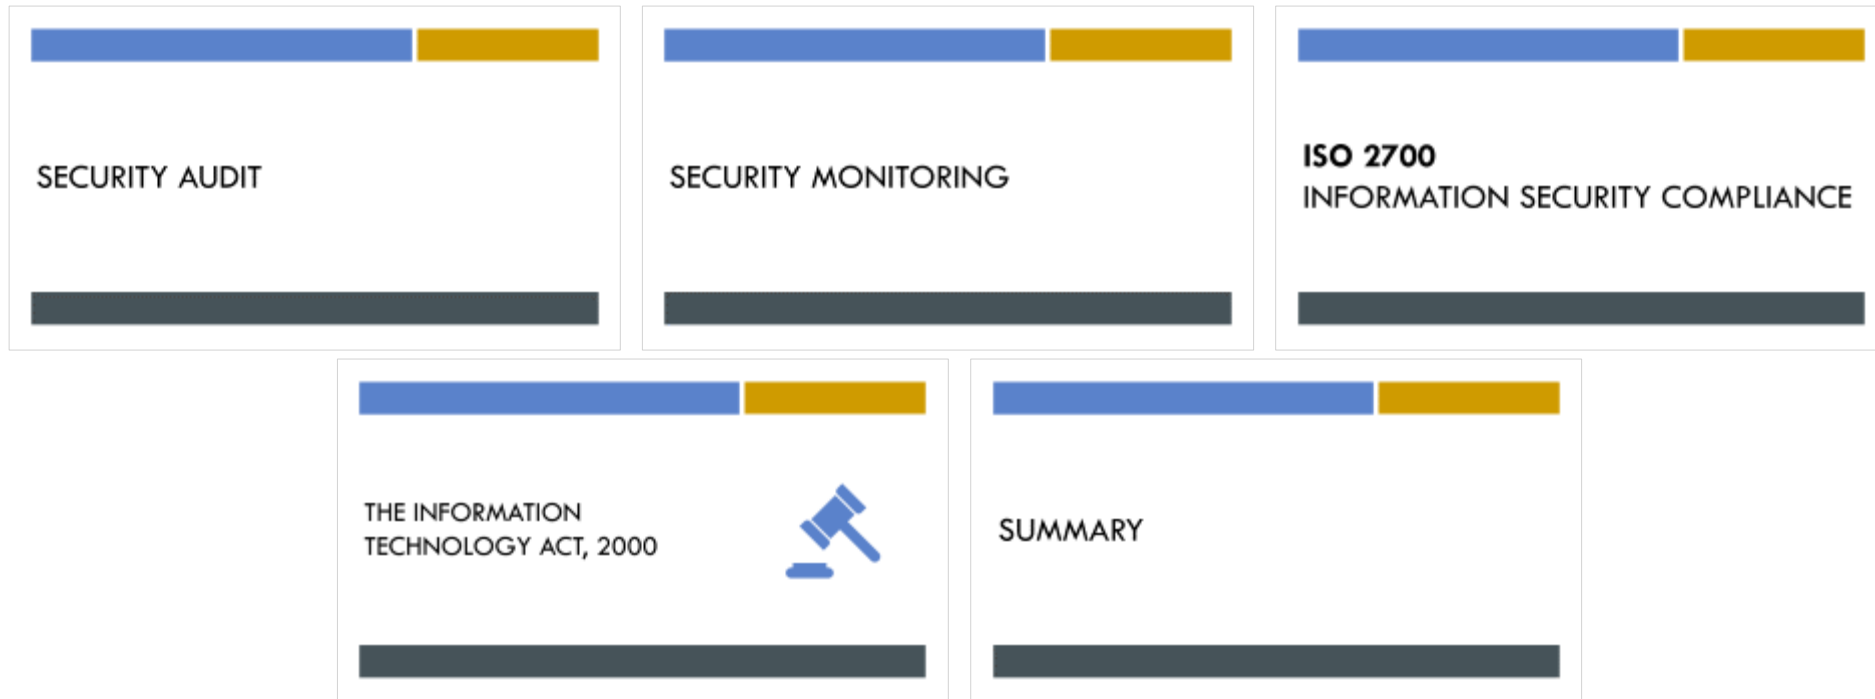 SECURITY AUDIT
SECURITY MONITORING
ISO 2700
INFORMATION SECURITY COMPLIANCE
THE INFORMATION
TECHNOLOGY ACT, 2000
SUMMARY